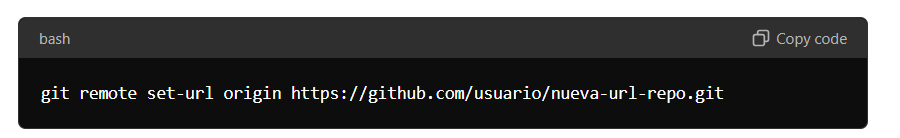 bash
Copy code
git remote set-url origin https://github.com/usuario/nueva-url-repo.git